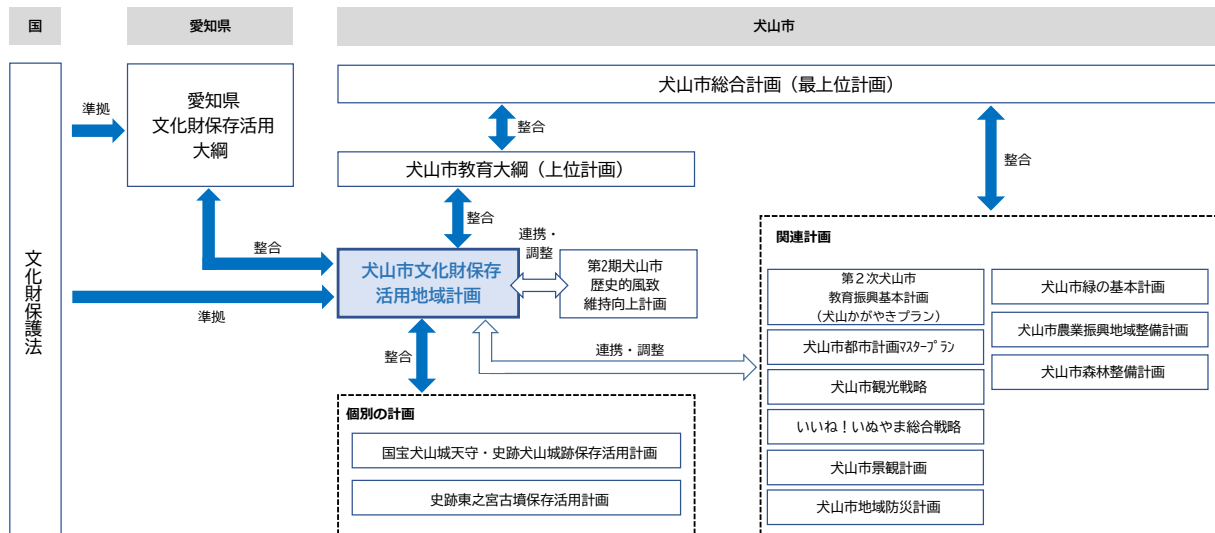 国
愛知県
犬山市
文化財保護法
準拠
愛知県
文化財保存活用
大綱
犬山市総合計画（最上位計画）
整合
整合
犬山市教育大綱（上位計画）
整合
整合
準拠
犬山市文化財保存
活用地域計画
連携・
調整
第2期犬山市
歴史的風致
維持向上計画
整合
連携・調整
個別の計画
国宝犬山城天守・史跡犬山城跡保存活用計画
史跡東之宮古墳保存活用計画
関連計画
第２次犬山市
教育振興基本計画
（犬山かがやきプラン）
犬山市都市計画ﾏｽﾀｰﾌﾟﾗﾝ
犬山市観光戦略
いいね！いぬやま総合戦略
犬山市景観計画
犬山市地域防災計画
犬山市緑の基本計画
犬山市農業振興地域整備計画
犬山市森林整備計画